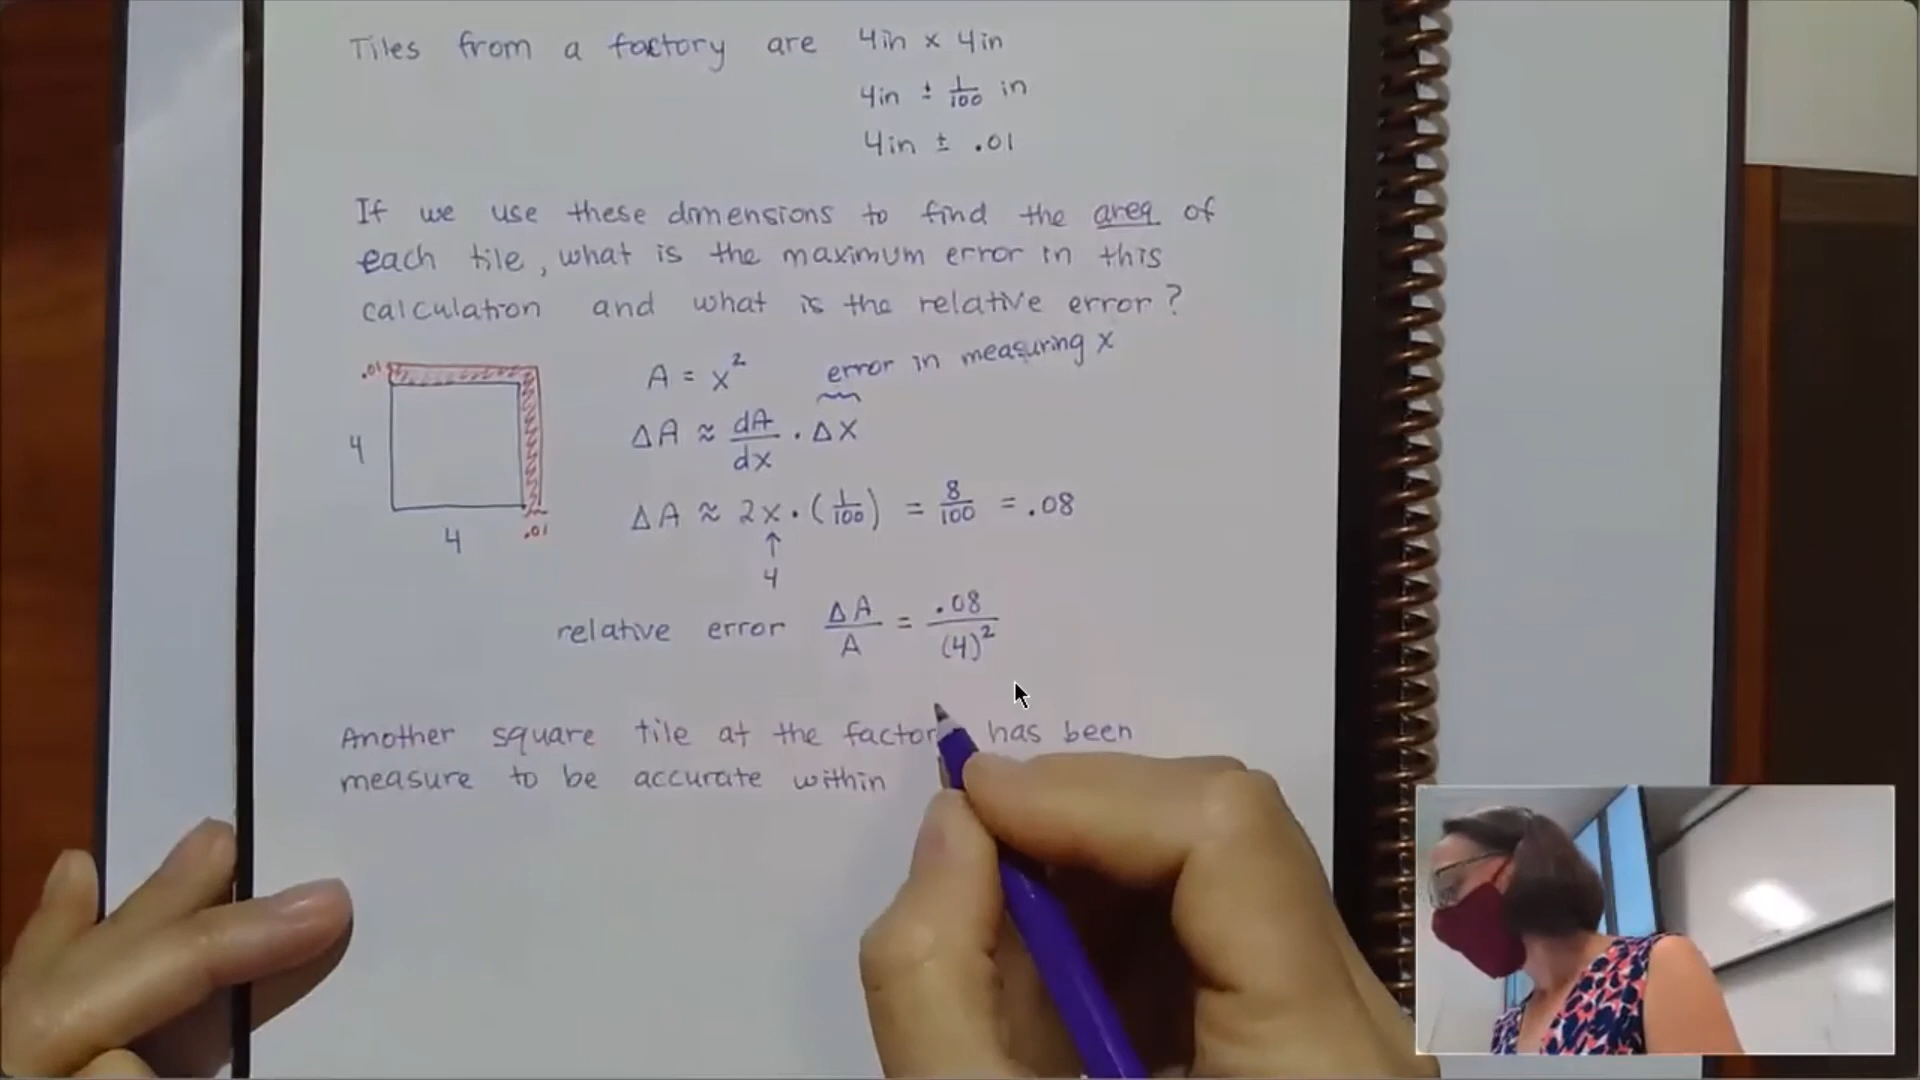 Tiles from a factory are 4in x 4in
4in ± 1/100 in
4in ± .01
If we use these dimensions to find the area of
each tile, what is the maximum error in this
calculation and what is the relative error?
.01
4
4
.01
A = x²
error in measuring x
ΔA ≈ dA/dx · Δx
ΔA ≈ 2x · (1/100) = 8/100 = .08
↑
4
relative error ΔA/A = .08/(4)²
Another square tile at the factory has been
measure to be accurate within